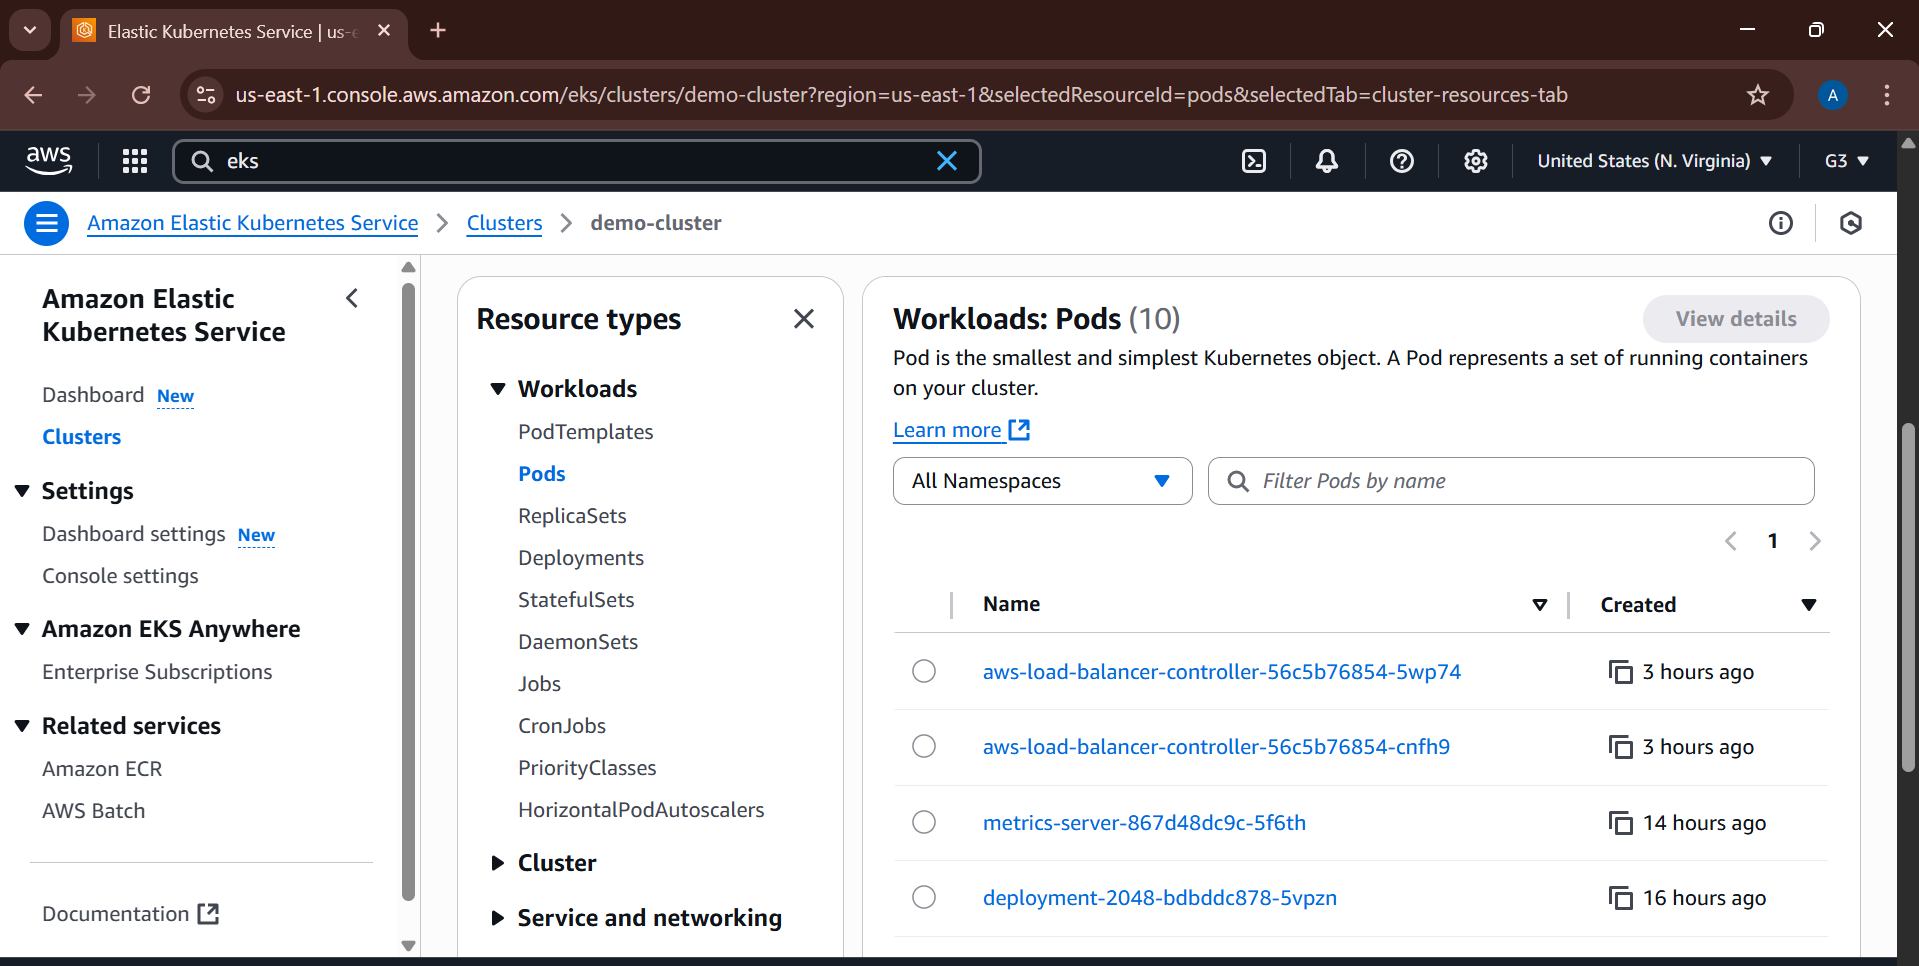 Elastic Kubernetes Service | us-e
us-east-1.console.aws.amazon.com/eks/clusters/demo-cluster?region=us-east-1&selectedResourceId=pods&selectedTab=cluster-resources-tab
A
aws
eks
United States (N. Virginia)
G3
Amazon Elastic Kubernetes Service
Clusters
demo-cluster
Amazon Elastic
Kubernetes Service
Dashboard New
Clusters
Settings
Dashboard settings New
Console settings
Amazon EKS Anywhere
Enterprise Subscriptions
Related services
Amazon ECR
AWS Batch
Documentation
Resource types
Workloads
PodTemplates
Pods
ReplicaSets
Deployments
StatefulSets
DaemonSets
Jobs
CronJobs
PriorityClasses
HorizontalPodAutoscalers
Cluster
Service and networking
Workloads: Pods (10)
View details
Pod is the smallest and simplest Kubernetes object. A Pod represents a set of running containers
on your cluster.
Learn more
All Namespaces
Filter Pods by name
1
Name Created
aws-load-balancer-controller-56c5b76854-5wp74 3 hours ago
aws-load-balancer-controller-56c5b76854-cnfh9 3 hours ago
metrics-server-867d48dc9c-5f6th 14 hours ago
deployment-2048-bdbddc878-5vpzn 16 hours ago